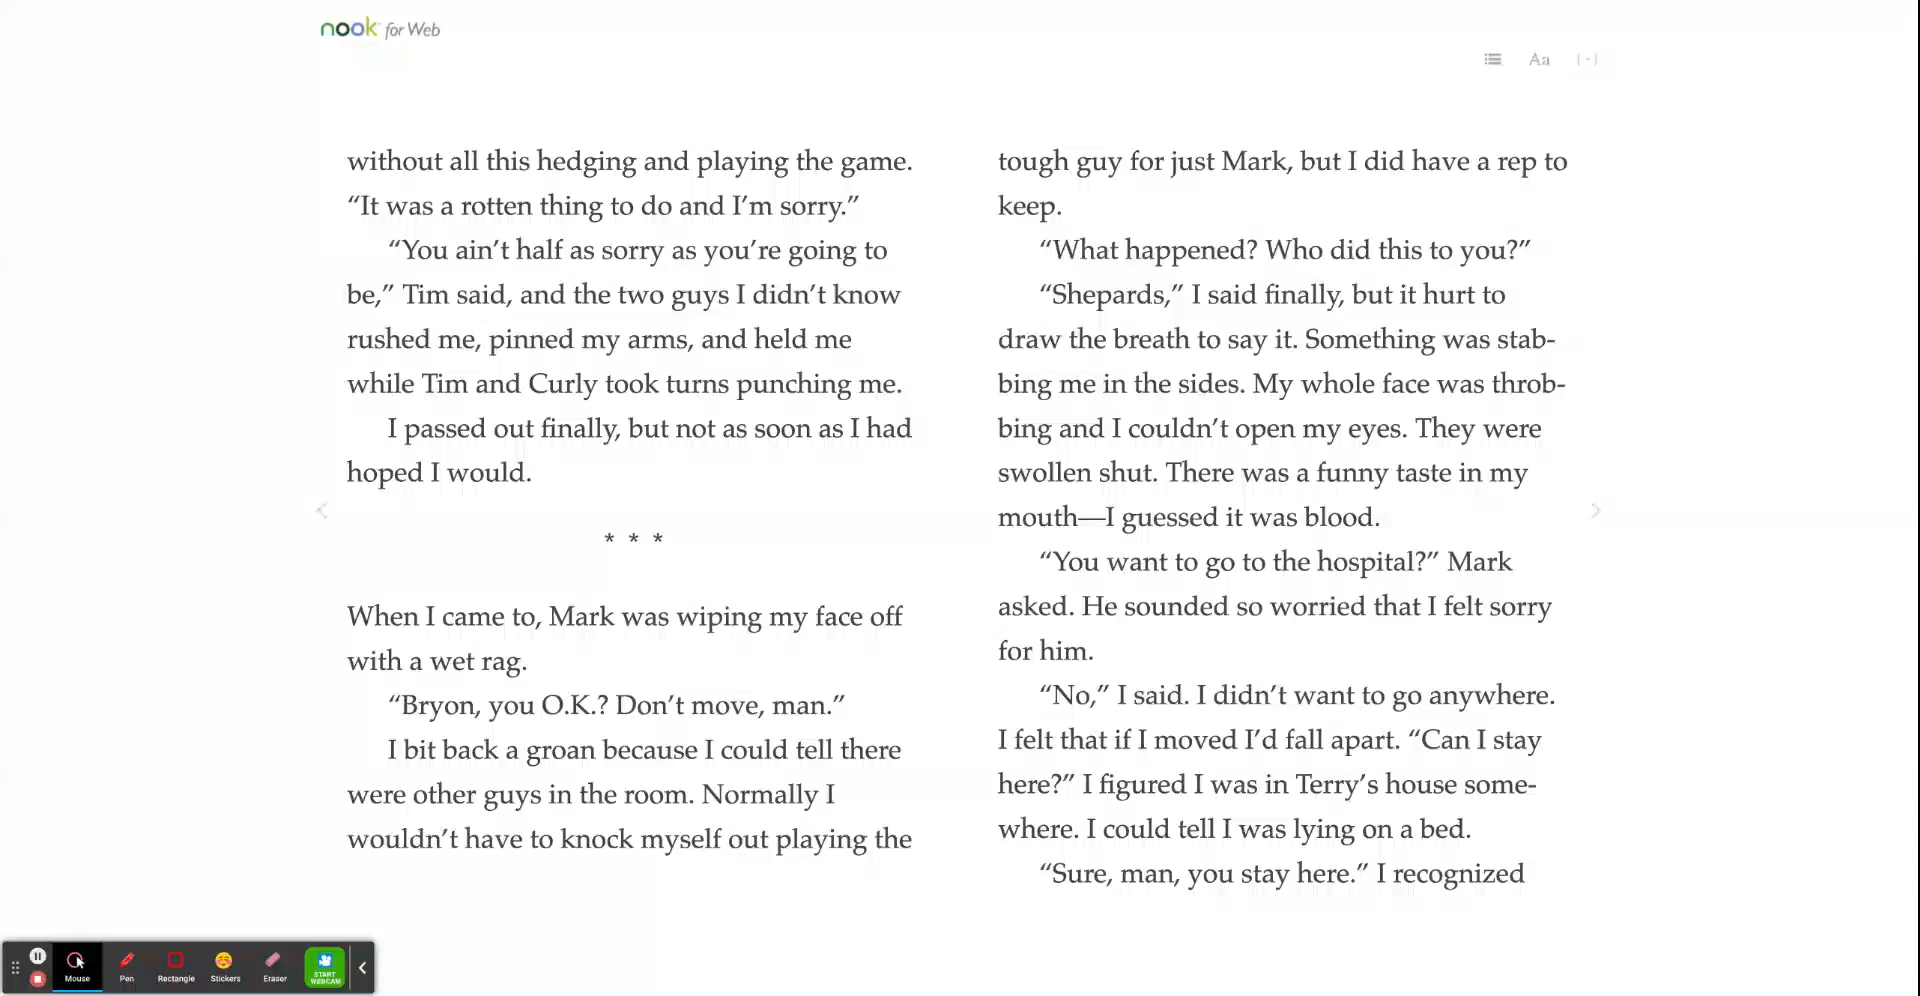 nook for Web
Aa
without all this hedging and playing the game.
“It was a rotten thing to do and I’m sorry.”
“You ain’t half as sorry as you’re going to
be,” Tim said, and the two guys I didn’t know
rushed me, pinned my arms, and held me
while Tim and Curly took turns punching me.
I passed out finally, but not as soon as I had
hoped I would.
* * *
When I came to, Mark was wiping my face off
with a wet rag.
“Bryon, you O.K.? Don’t move, man.”
I bit back a groan because I could tell there
were other guys in the room. Normally I
wouldn’t have to knock myself out playing the
tough guy for just Mark, but I did have a rep to
keep.
“What happened? Who did this to you?”
“Shepards,” I said finally, but it hurt to
draw the breath to say it. Something was stab-
bing me in the sides. My whole face was throb-
bing and I couldn’t open my eyes. They were
swollen shut. There was a funny taste in my
mouth—I guessed it was blood.
“You want to go to the hospital?” Mark
asked. He sounded so worried that I felt sorry
for him.
“No,” I said. I didn’t want to go anywhere.
I felt that if I moved I’d fall apart. “Can I stay
here?” I figured I was in Terry’s house some-
where. I could tell I was lying on a bed.
“Sure, man, you stay here.” I recognized
Mouse
Pen
Rectangle
Stickers
Eraser
START
WEBCAM